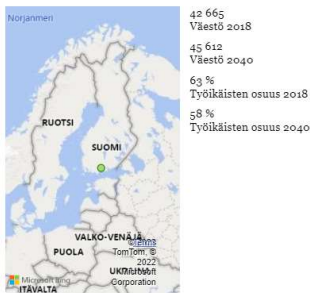 Norjanmeri
RUOTSI
SUOMI
VALKO-VENÄJÄ
PUOLA
ITÄVALTA
Microsoft Bing
TomTom, ©
2022
Microsoft
Corporation
42 665
Väestö 2018
45 612
Väestö 2040
63 %
Työikäisten osuus 2018
58 %
Työikäisten osuus 2040